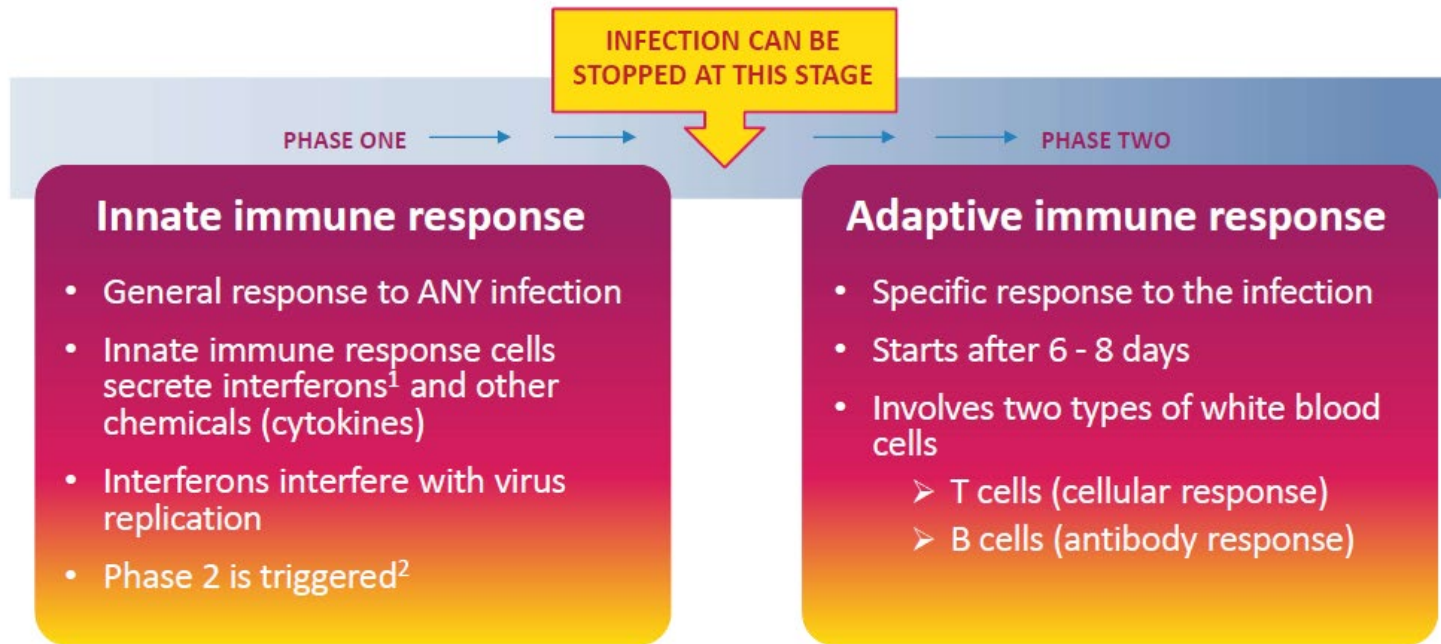 INFECTION CAN BE
STOPPED AT THIS STAGE
PHASE ONE
PHASE TWO
Innate immune response
• General response to ANY infection
• Innate immune response cells
secrete interferons¹ and other
chemicals (cytokines)
• Interferons interfere with virus
replication
• Phase 2 is triggered²
Adaptive immune response
• Specific response to the infection
• Starts after 6 - 8 days
• Involves two types of white blood
cells
➢ T cells (cellular response)
➢ B cells (antibody response)